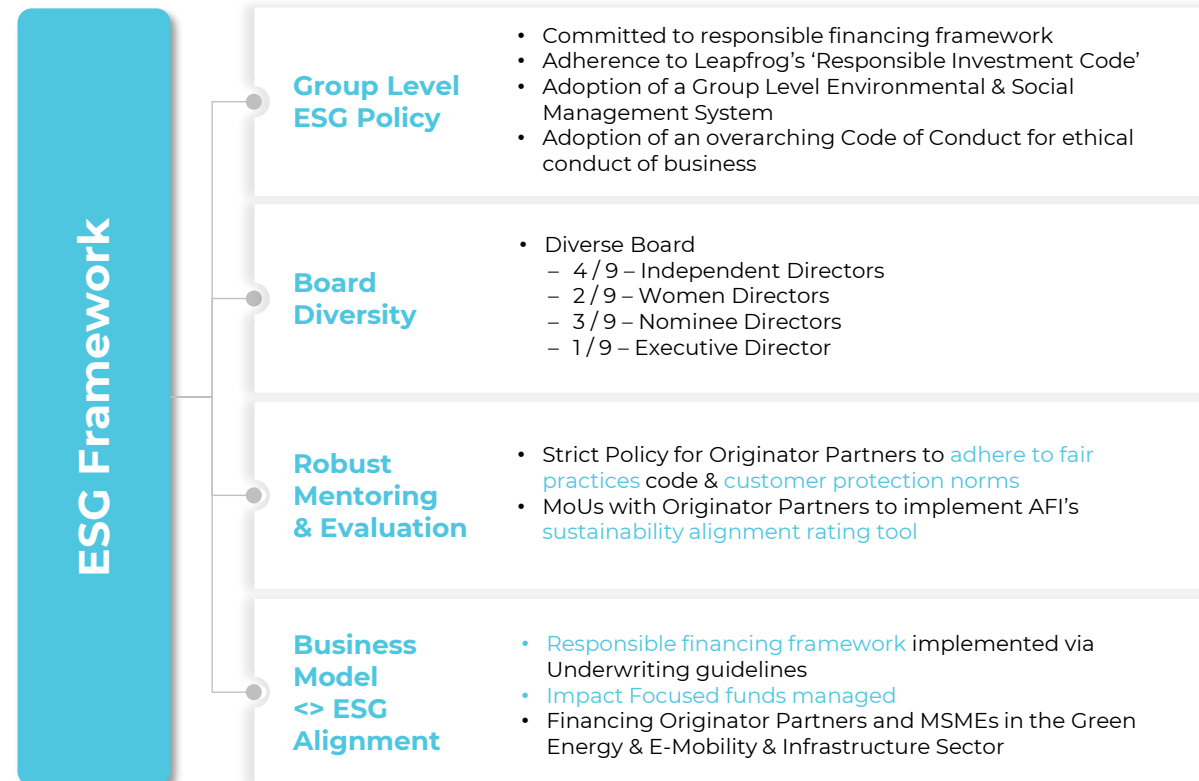 ESG Framework
Group Level
ESG Policy
• Committed to responsible financing framework
• Adherence to Leapfrog's 'Responsible Investment Code'
• Adoption of a Group Level Environmental & Social
Management System
• Adoption of an overarching Code of Conduct for ethical
conduct of business
Board
Diversity
• Diverse Board
– 4 / 9 – Independent Directors
– 2 / 9 – Women Directors
– 3 / 9 – Nominee Directors
– 1 / 9 – Executive Director
Robust
Mentoring
& Evaluation
• Strict Policy for Originator Partners to adhere to fair
practices code & customer protection norms
• MoUs with Originator Partners to implement AFI's
sustainability alignment rating tool
Business
Model
<> ESG
Alignment
• Responsible financing framework implemented via
Underwriting guidelines
• Impact Focused funds managed
• Financing Originator Partners and MSMEs in the Green
Energy & E-Mobility & Infrastructure Sector